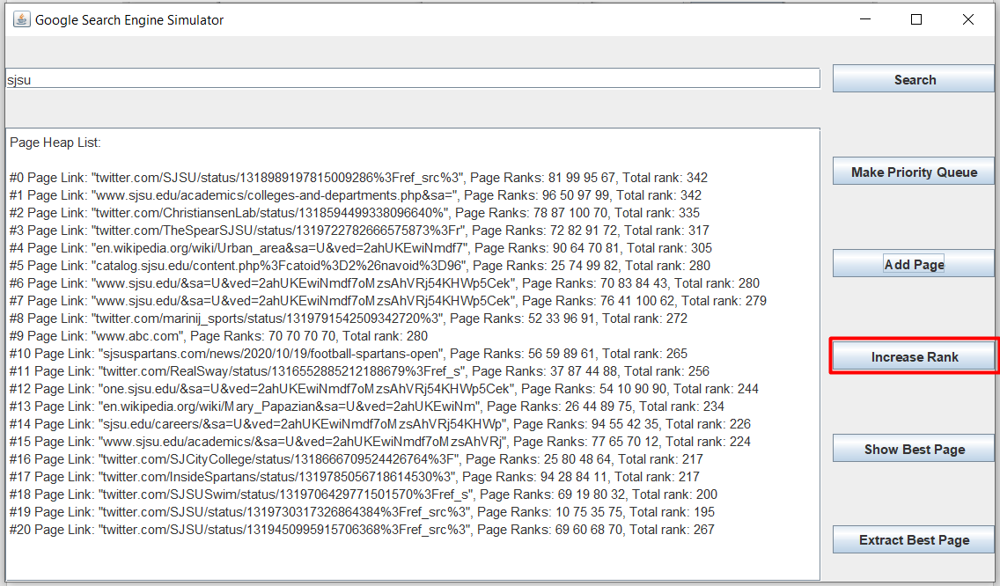 Google Search Engine Simulator
sjsu
Search
Page Heap List:
#0 Page Link: "twitter.com/SJSU/status/1318989197815009286%3Fref_src%3", Page Ranks: 81 99 95 67, Total rank: 342
#1 Page Link: "www.sjsu.edu/academics/colleges-and-departments.php&sa=", Page Ranks: 96 50 97 99, Total rank: 342
#2 Page Link: "twitter.com/ChristiansenLab/status/1318594499338096640%", Page Ranks: 78 87 100 70, Total rank: 335
#3 Page Link: "twitter.com/TheSpearSJSU/status/1319722782666575873%3Fr", Page Ranks: 72 82 91 72, Total rank: 317
#4 Page Link: "en.wikipedia.org/wiki/Urban_area&sa=U&ved=2ahUKEwiNmdf7", Page Ranks: 90 64 70 81, Total rank: 305
#5 Page Link: "catalog.sjsu.edu/content.php%3Fcatoid%3D2%26navoid%3D96", Page Ranks: 25 74 99 82, Total rank: 280
#6 Page Link: "www.sjsu.edu/&sa=U&ved=2ahUKEwiNmdf7oMzsAhVRj54KHWp5Cek", Page Ranks: 70 83 84 43, Total rank: 280
#7 Page Link: "www.sjsu.edu/&sa=U&ved=2ahUKEwiNmdf7oMzsAhVRj54KHWp5Cek", Page Ranks: 76 41 100 62, Total rank: 279
#8 Page Link: "twitter.com/marinij_sports/status/1319791542509342720%3", Page Ranks: 52 33 96 91, Total rank: 272
#9 Page Link: "www.abc.com", Page Ranks: 70 70 70 70, Total rank: 280
#10 Page Link: "sjsuspartans.com/news/2020/10/19/football-spartans-open", Page Ranks: 56 59 89 61, Total rank: 265
#11 Page Link: "twitter.com/RealSway/status/1316552885212188679%3Fref_s", Page Ranks: 37 87 44 88, Total rank: 256
#12 Page Link: "one.sjsu.edu/&sa=U&ved=2ahUKEwiNmdf7oMzsAhVRj54KHWp5Cek", Page Ranks: 54 10 90 90, Total rank: 244
#13 Page Link: "en.wikipedia.org/wiki/Mary_Papazian&sa=U&ved=2ahUKEwiNm", Page Ranks: 26 44 89 75, Total rank: 234
#14 Page Link: "sjsu.edu/careers/&sa=U&ved=2ahUKEwiNmdf7oMzsAhVRj54KHWp", Page Ranks: 94 55 42 35, Total rank: 226
#15 Page Link: "www.sjsu.edu/academics/&sa=U&ved=2ahUKEwiNmdf7oMzsAhVRj", Page Ranks: 77 65 70 12, Total rank: 224
#16 Page Link: "twitter.com/SJCityCollege/status/1318666709524426764%3F", Page Ranks: 25 80 48 64, Total rank: 217
#17 Page Link: "twitter.com/InsideSpartans/status/1319785056718614530%3", Page Ranks: 94 28 84 11, Total rank: 217
#18 Page Link: "twitter.com/SJSUSwim/status/1319706429771501570%3Fref_s", Page Ranks: 69 19 80 32, Total rank: 200
#19 Page Link: "twitter.com/SJSU/status/1319730317326864384%3Fref_src%3", Page Ranks: 10 75 35 75, Total rank: 195
#20 Page Link: "twitter.com/SJSU/status/1319450995915706368%3Fref_src%3", Page Ranks: 69 60 68 70, Total rank: 267
Make Priority Queue
Add Page
Increase Rank
Show Best Page
Extract Best Page